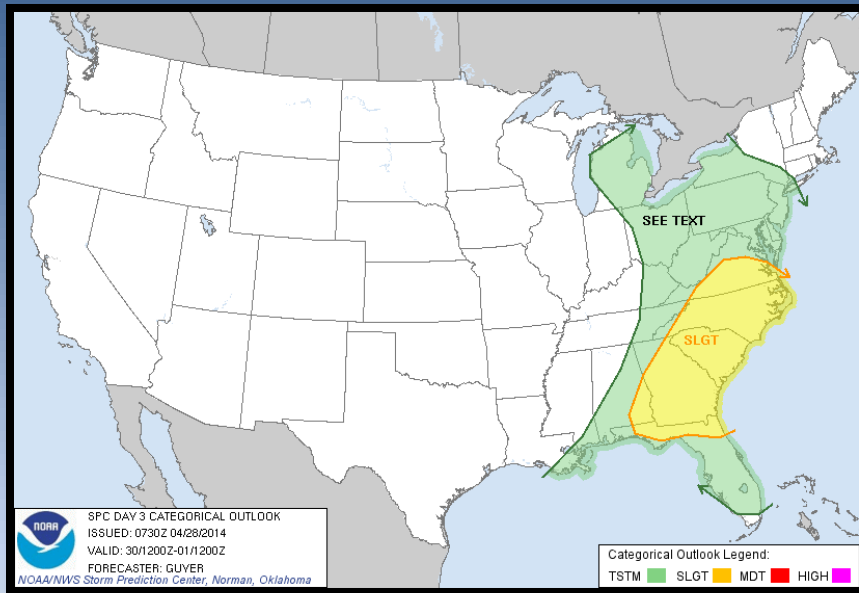 SEE TEXT
SLGT
NOAA
SPC DAY 3 CATEGORICAL OUTLOOK
ISSUED: 0730Z 04/28/2014
VALID: 30/1200Z-01/1200Z
FORECASTER: GUYER
NOAA/NWS Storm Prediction Center, Norman, Oklahoma
Categorical Outlook Legend:
TSTM SLGT MDT HIGH